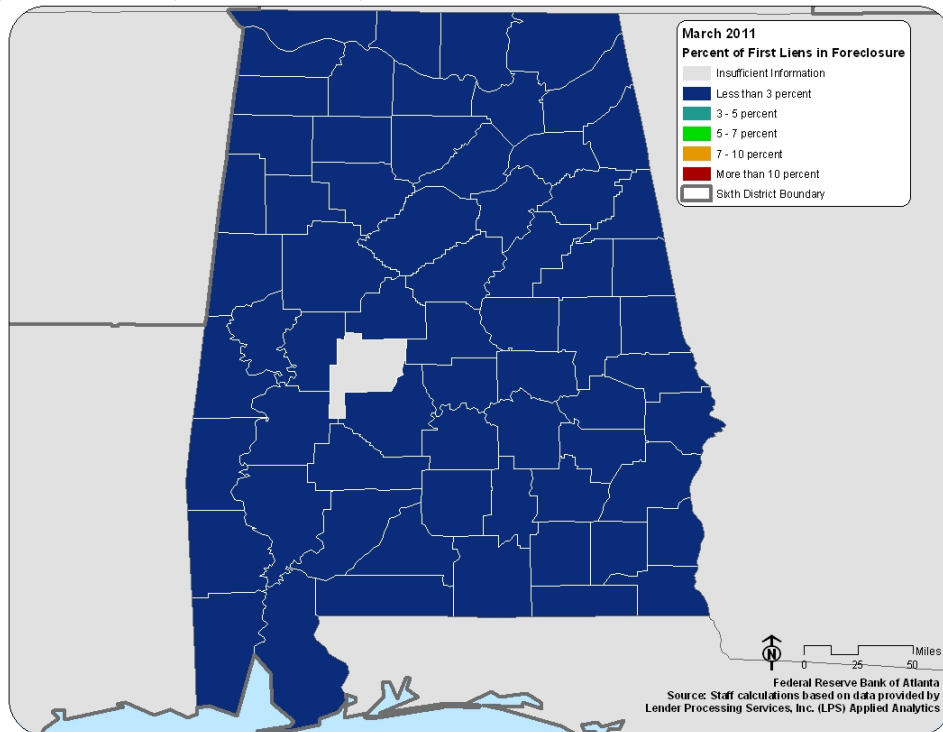 March 2011
Percent of First Liens in Foreclosure
Insufficient Information
Less than 3 percent
3 - 5 percent
5 - 7 percent
7 - 10 percent
More than 10 percent
Sixth District Boundary
N
Miles
0 25 50
Federal Reserve Bank of Atlanta
Source: Staff calculations based on data provided by
Lender Processing Services, Inc. (LPS) Applied Analytics